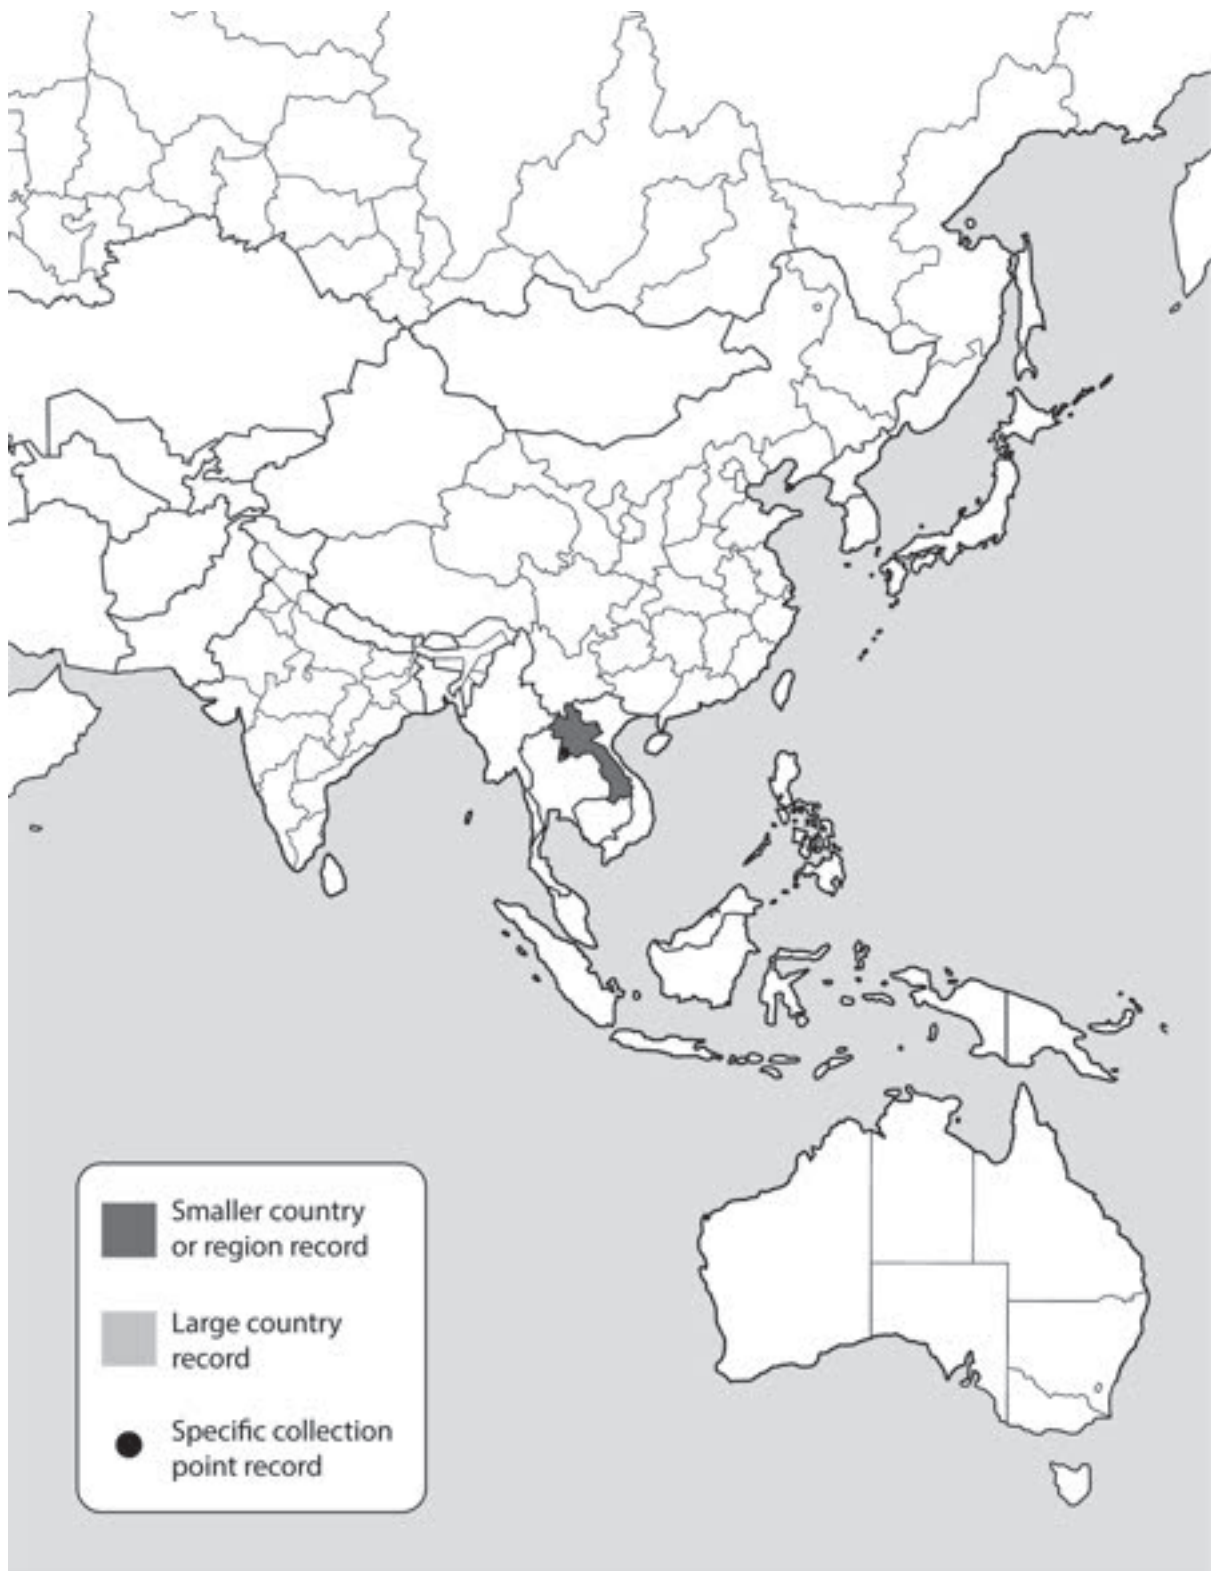 Smaller country
or region record
Large country
record
Specific collection
point record